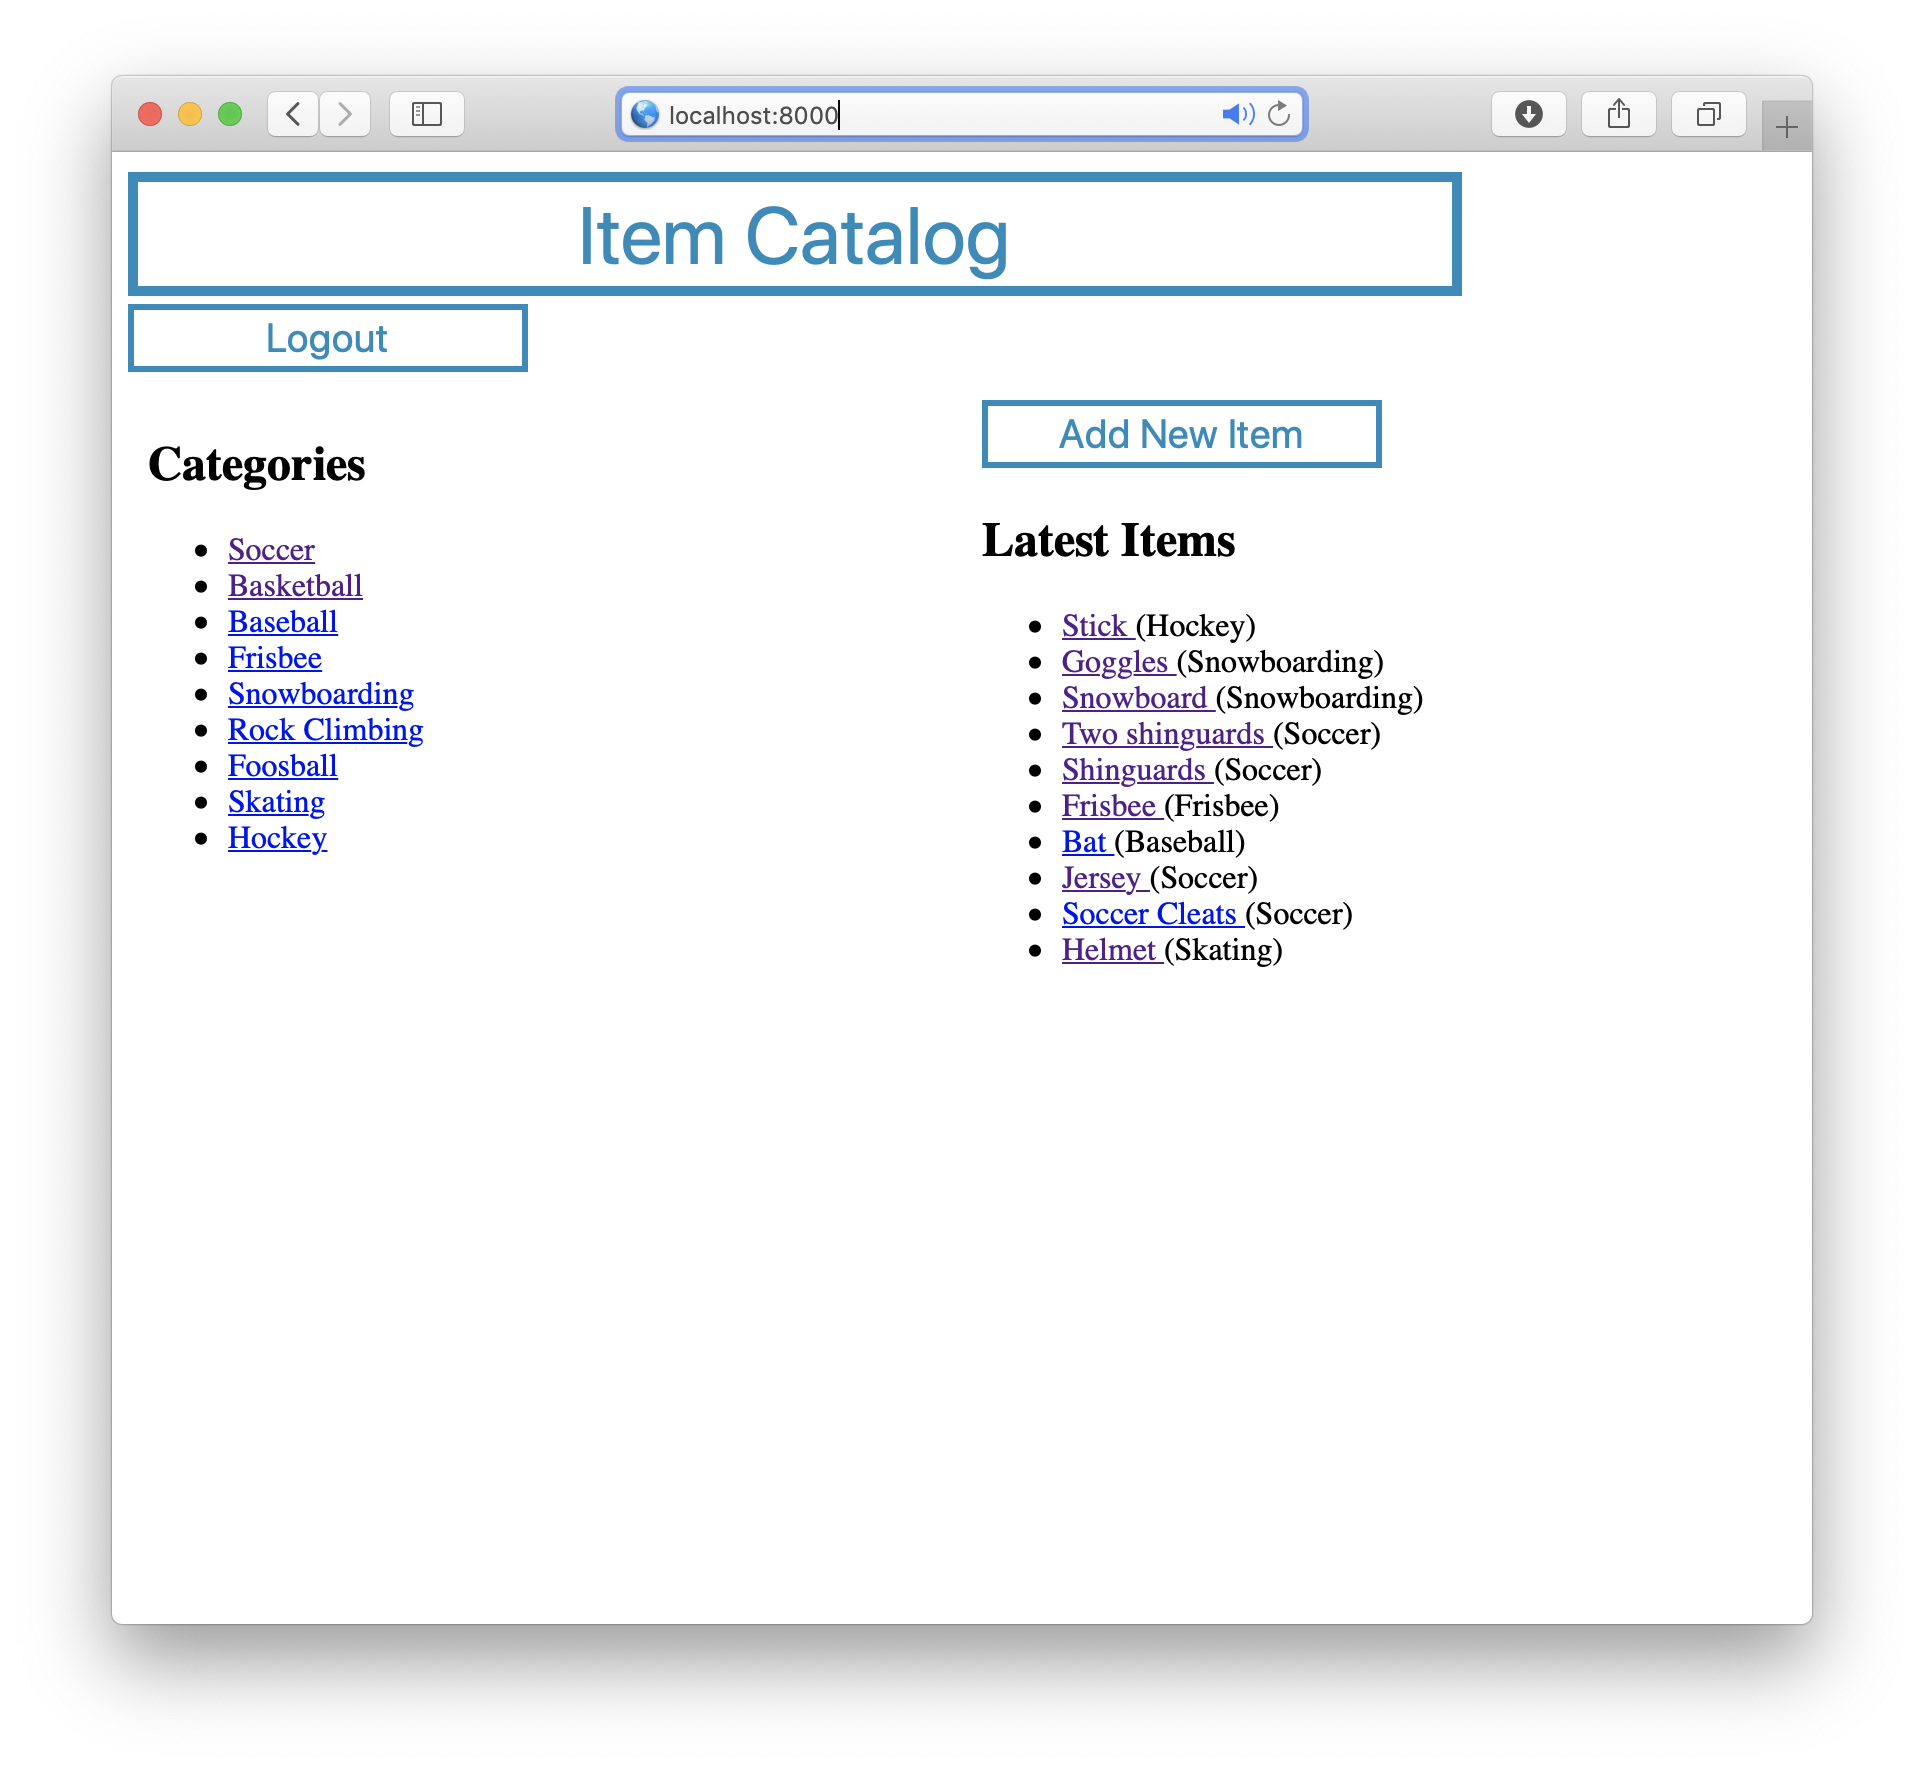 localhost:8000
Item Catalog
Logout
Categories
Soccer
Basketball
Baseball
Frisbee
Snowboarding
Rock Climbing
Foosball
Skating
Hockey
Add New Item
Latest Items
Stick (Hockey)
Goggles (Snowboarding)
Snowboard (Snowboarding)
Two shinguards (Soccer)
Shinguards (Soccer)
Frisbee (Frisbee)
Bat (Baseball)
Jersey (Soccer)
Soccer Cleats (Soccer)
Helmet (Skating)